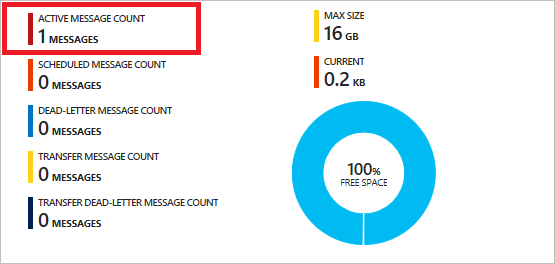 ACTIVE MESSAGE COUNT
1 MESSAGES
SCHEDULED MESSAGE COUNT
0 MESSAGES
DEAD-LETTER MESSAGE COUNT
0 MESSAGES
TRANSFER MESSAGE COUNT
0 MESSAGES
TRANSFER DEAD-LETTER MESSAGE COUNT
0 MESSAGES
MAX SIZE
16 GB
CURRENT
0.2 KB
100%
FREE SPACE